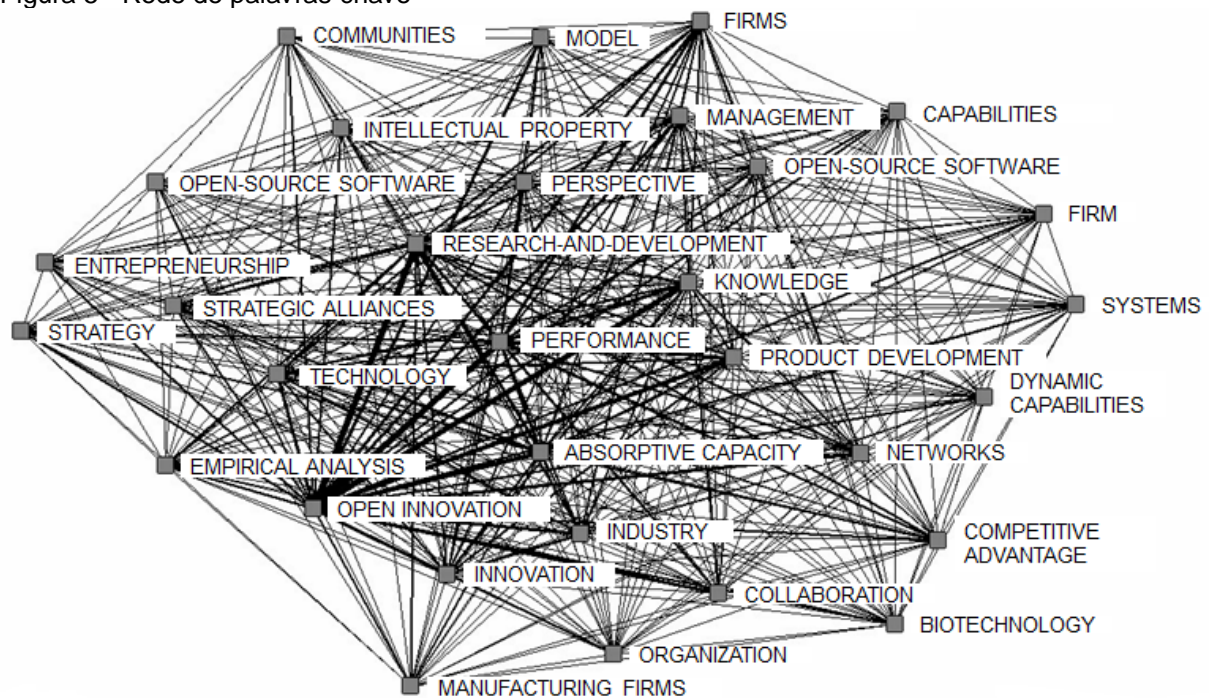 Rede de palavras-chave
COMMUNITIES
MODEL
FIRMS
INTELLECTUAL PROPERTY
MANAGEMENT
CAPABILITIES
OPEN-SOURCE SOFTWARE
PERSPECTIVE
OPEN-SOURCE SOFTWARE
FIRM
RESEARCH-AND-DEVELOPMENT
ENTREPRENEURSHIP
KNOWLEDGE
STRATEGIC ALLIANCES
SYSTEMS
STRATEGY
PERFORMANCE
PRODUCT DEVELOPMENT
TECHNOLOGY
DYNAMIC
CAPABILITIES
ABSORPTIVE CAPACITY
NETWORKS
EMPIRICAL ANALYSIS
OPEN INNOVATION
INDUSTRY
COMPETITIVE
ADVANTAGE
INNOVATION
COLLABORATION
BIOTECHNOLOGY
ORGANIZATION
MANUFACTURING FIRMS